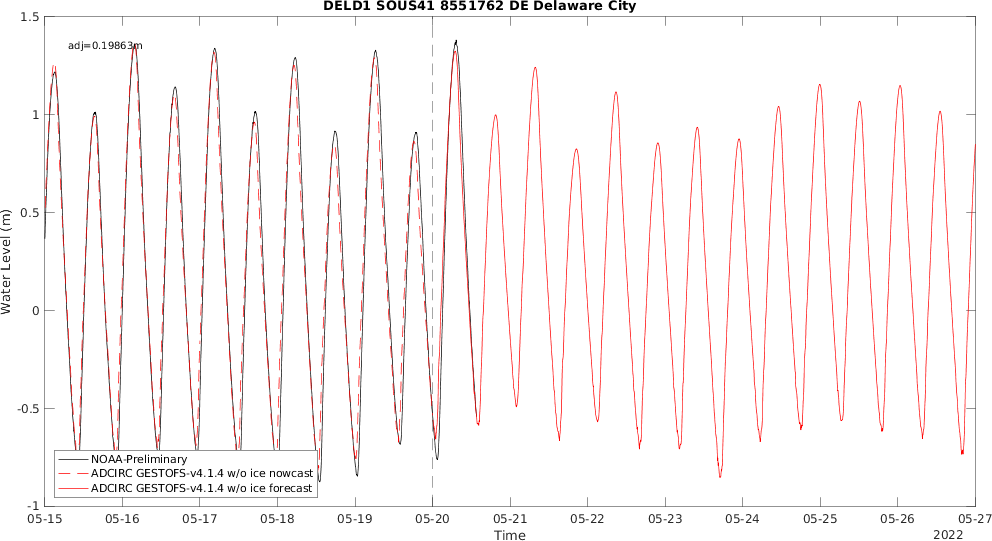 DELD1 SOUS41 8551762 DE Delaware City
1.5
1
0.5
0
-0.5
-1
Water Level (m)
adj=0.19863m
NOAA-Preliminary
ADCIRC GESTOFS-v4.1.4 w/o ice nowcast
ADCIRC GESTOFS-v4.1.4 w/o ice forecast
05-15 05-16 05-17 05-18 05-19 05-20 05-21 05-22 05-23 05-24 05-25 05-26 05-27
Time
2022